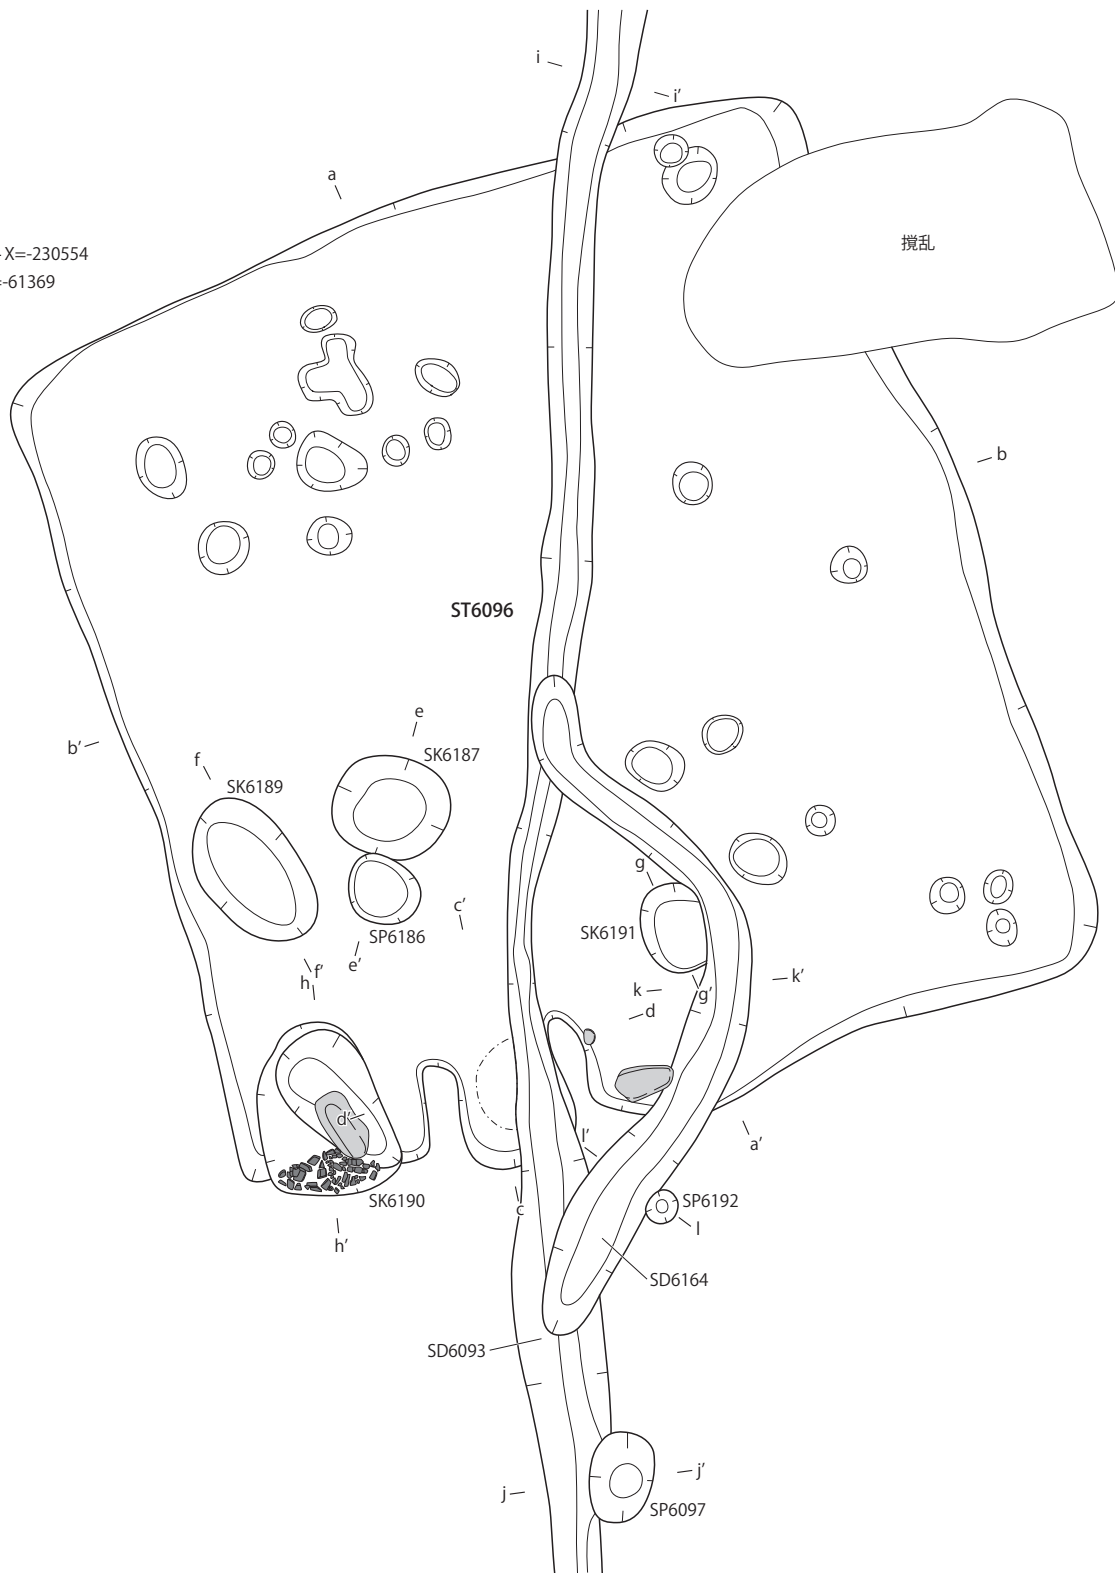 i
i′
a
撹乱
X=-230554
-61369
b
ST6096
e
b′
f
SK6187
SK6189
g
c′
SP6186
SK6191
e′
f′
h
k
k′
g′
d
d′
l′
a′
SK6190
c
SP6192
l
h′
SD6164
SD6093
j
j′
SP6097